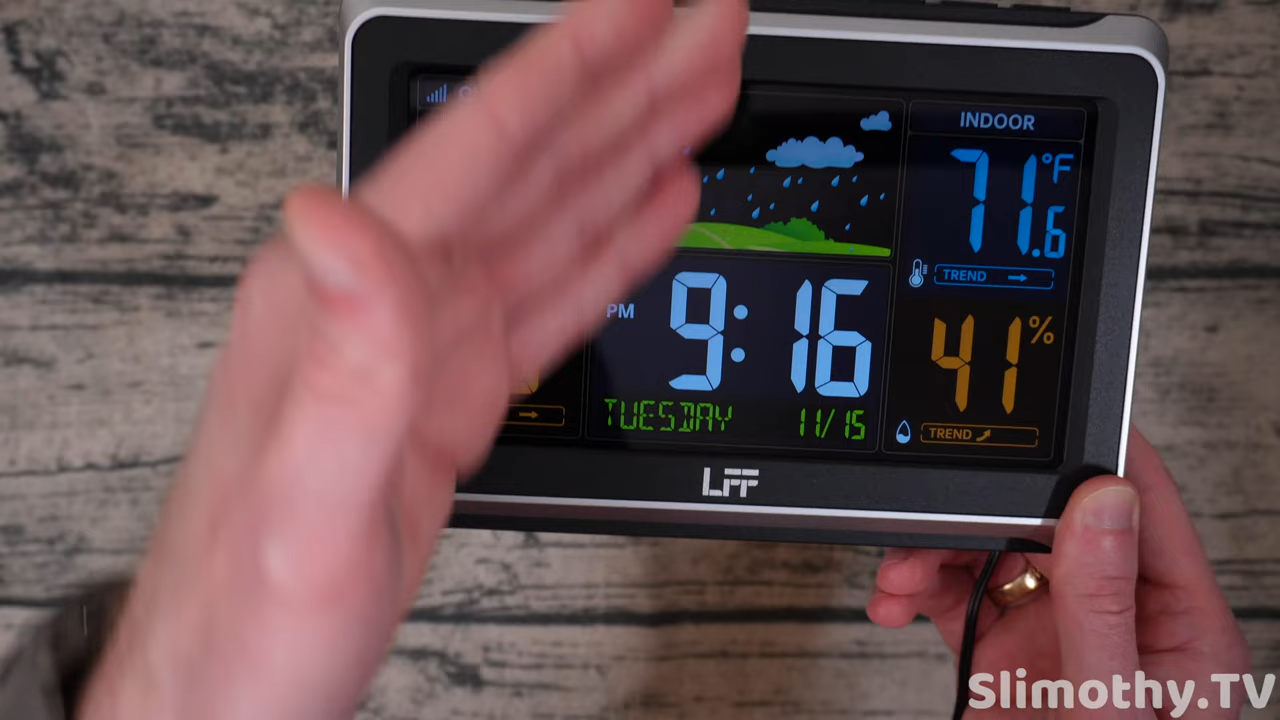 INDOOR
71.6°F
TREND
PM 9:16
41%
TUESDAY 11/15
TREND
LFF
Slimothy.TV